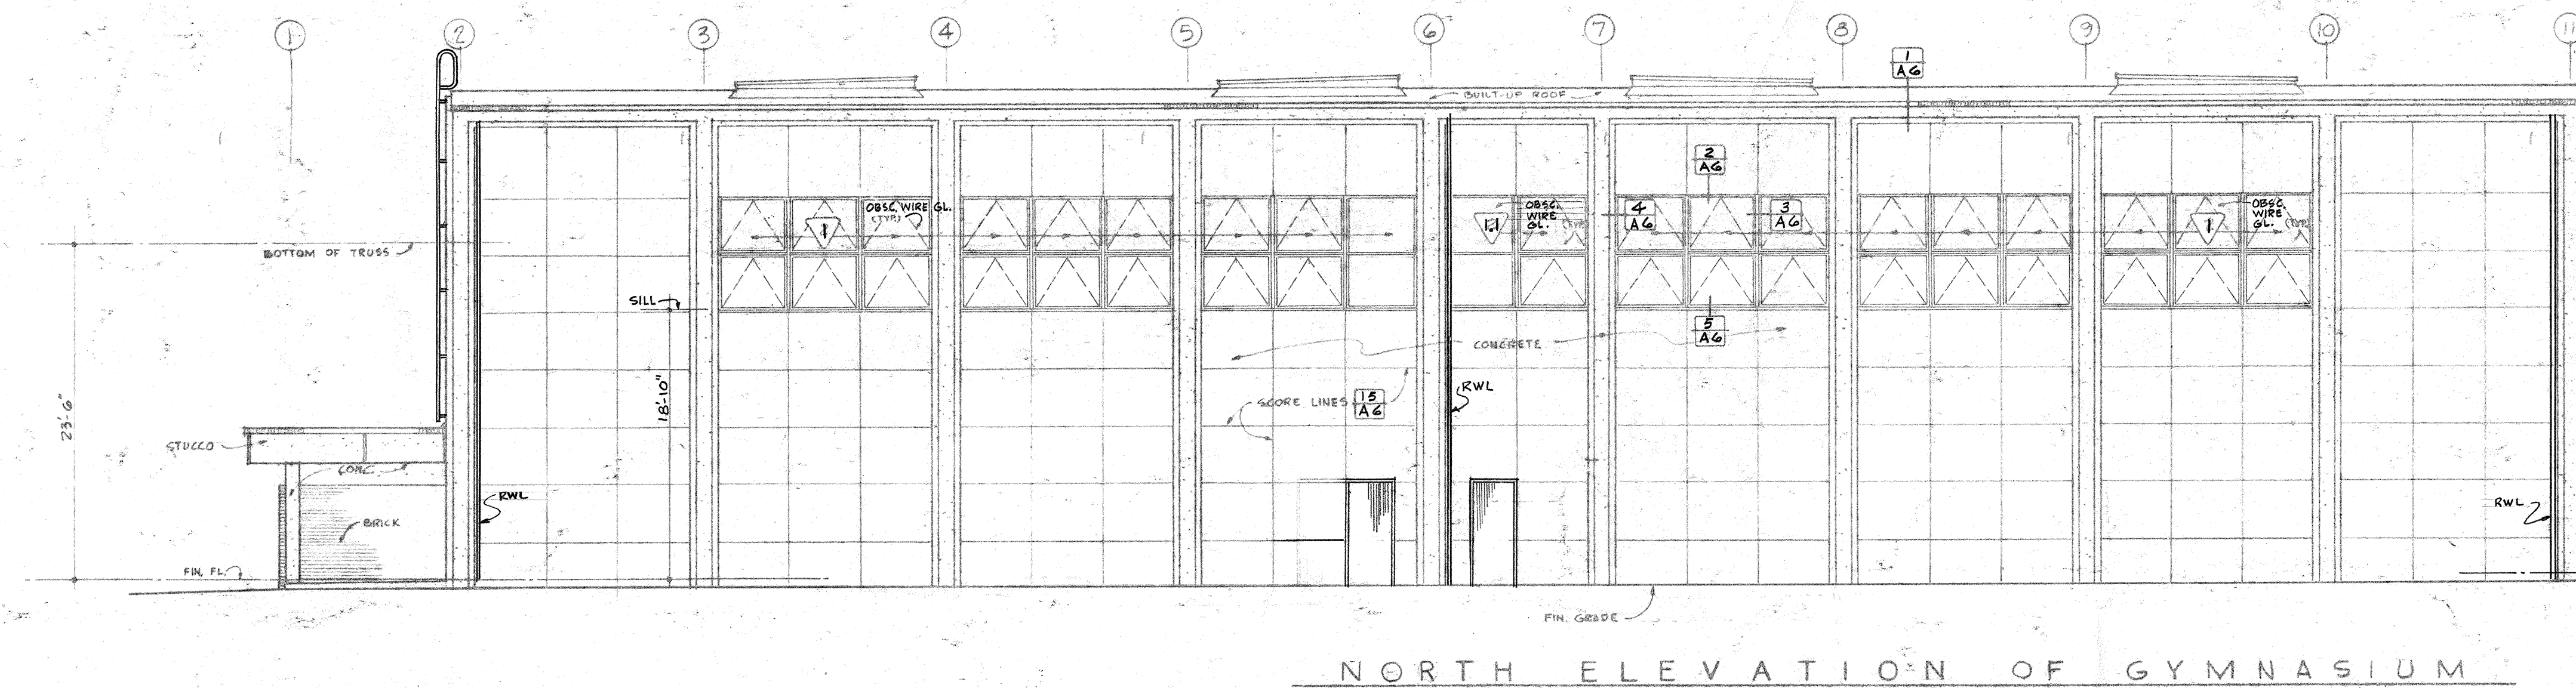 1 2 3 4 5 6 7 8 9 10 11
1
A6
BUILT-UP ROOF
2
A6
OBSC. WIRE GL.
(TYP.)
1
OBSC.
WIRE
GL. (TYP.)
1.1
4
A6
3
A6
OBSC.
WIRE
GL. (TYP.)
1
BOTTOM OF TRUSS
SILL
5
A6
CONCRETE
23'-6"
18'-10"
RWL
SCORE LINES
15
A6
STUCCO
CONC.
RWL
BRICK
RWL
FIN. FL.
FIN. GRADE
NORTH ELEVATION OF GYMNASIUM